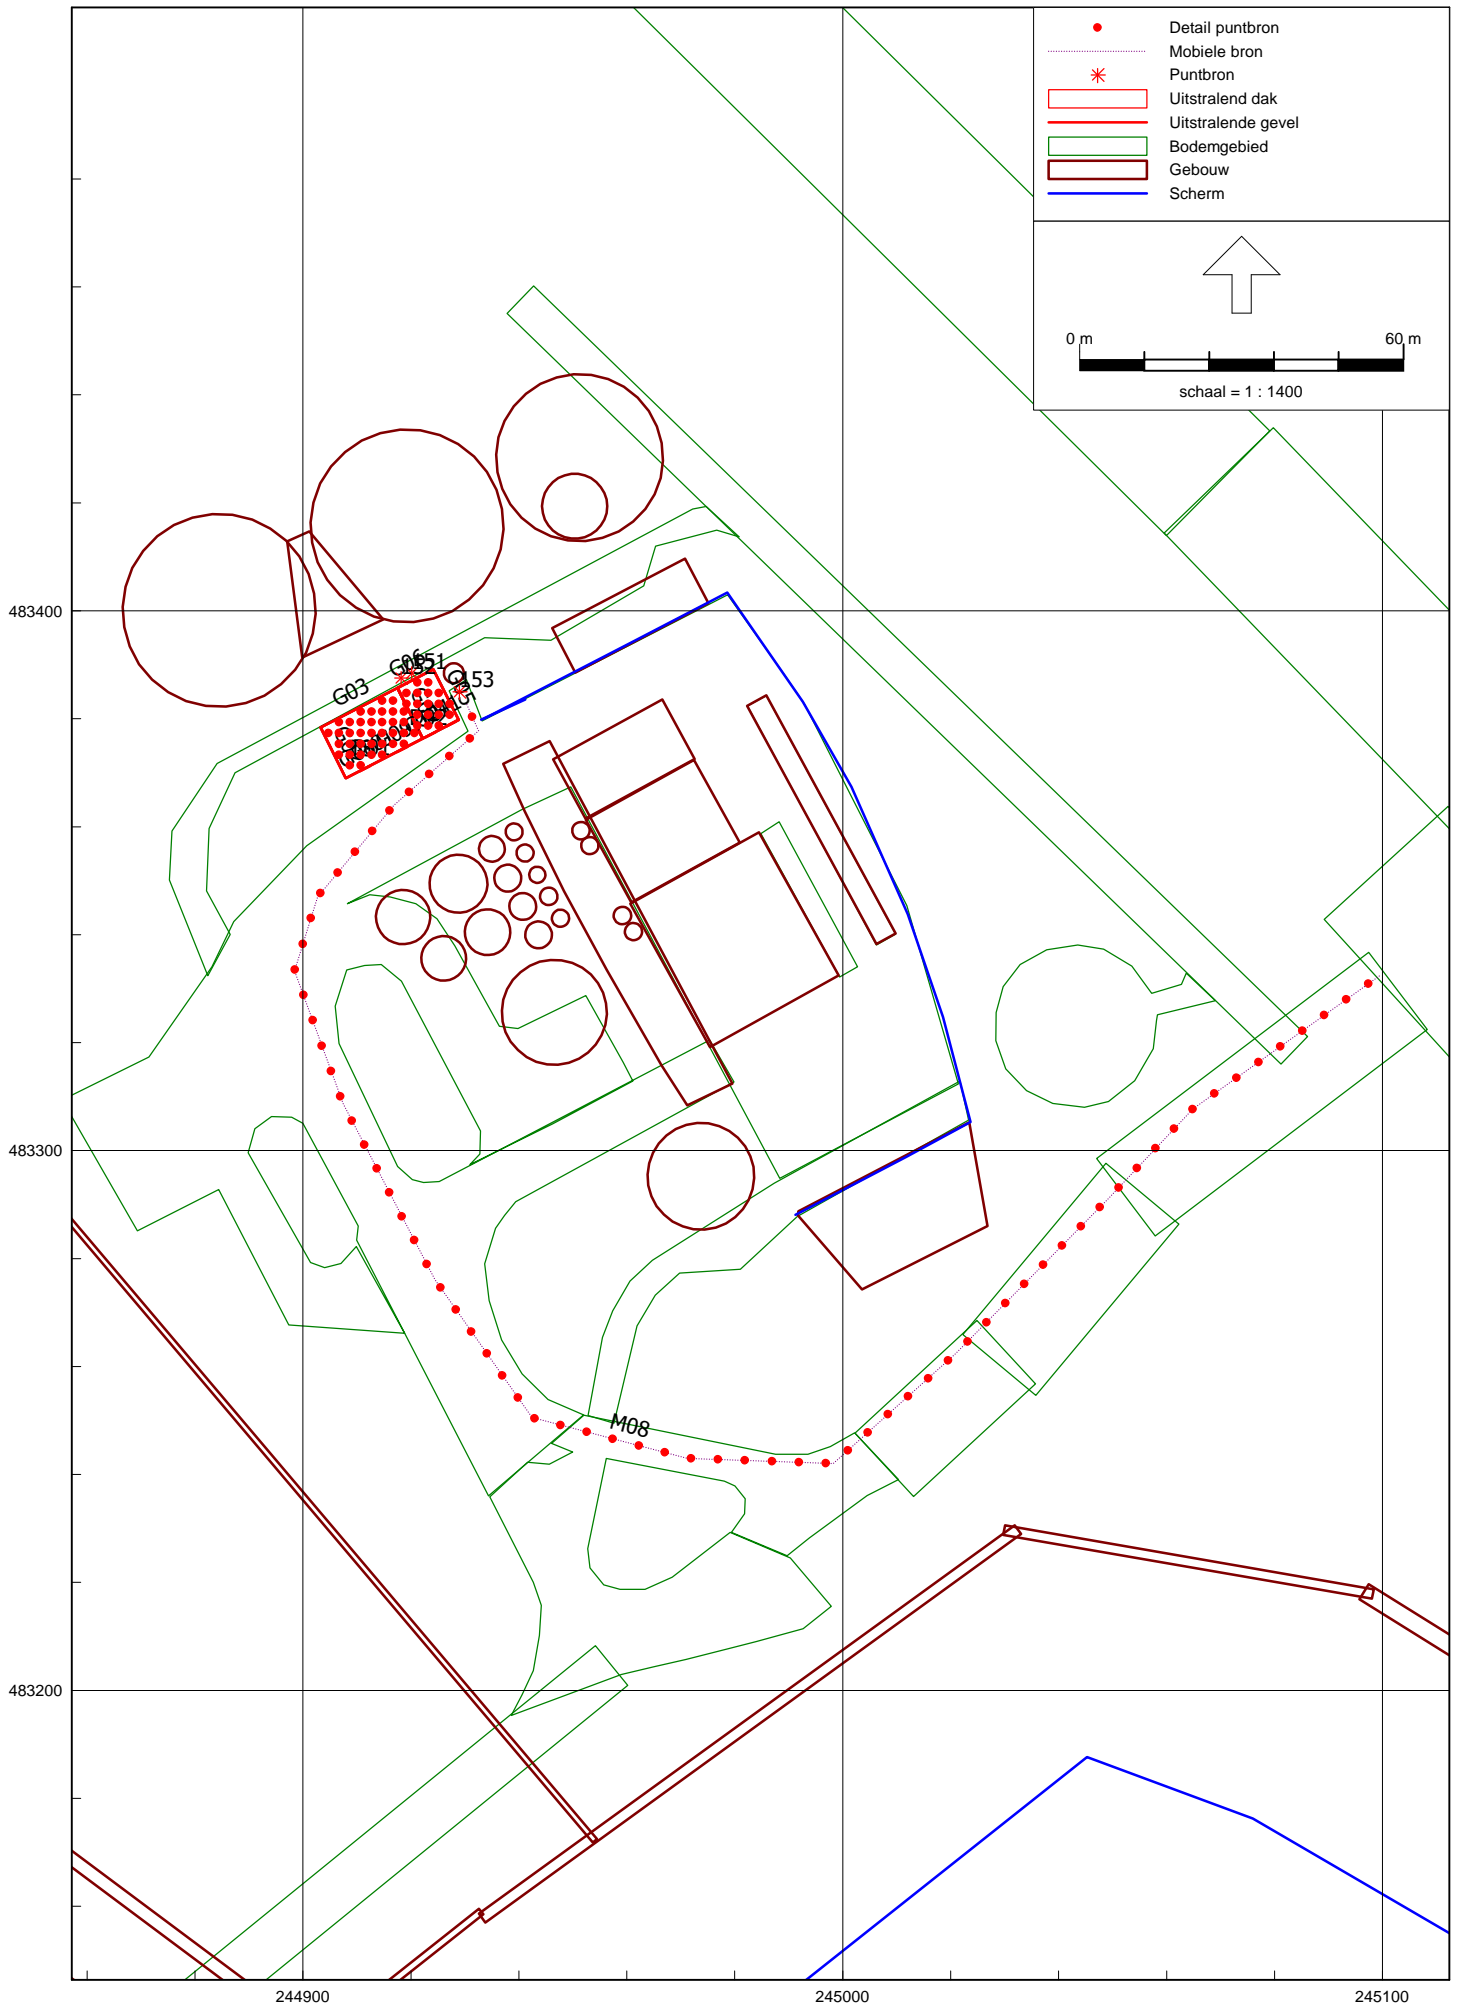 Detail puntbron
Mobiele bron
Puntbron
Uitstralend dak
Uitstralende gevel
Bodemgebied
Gebouw
Scherm
0 m
60 m
schaal = 1 : 1400
483400
G03
M08
483300
483200
244900
245000
245100